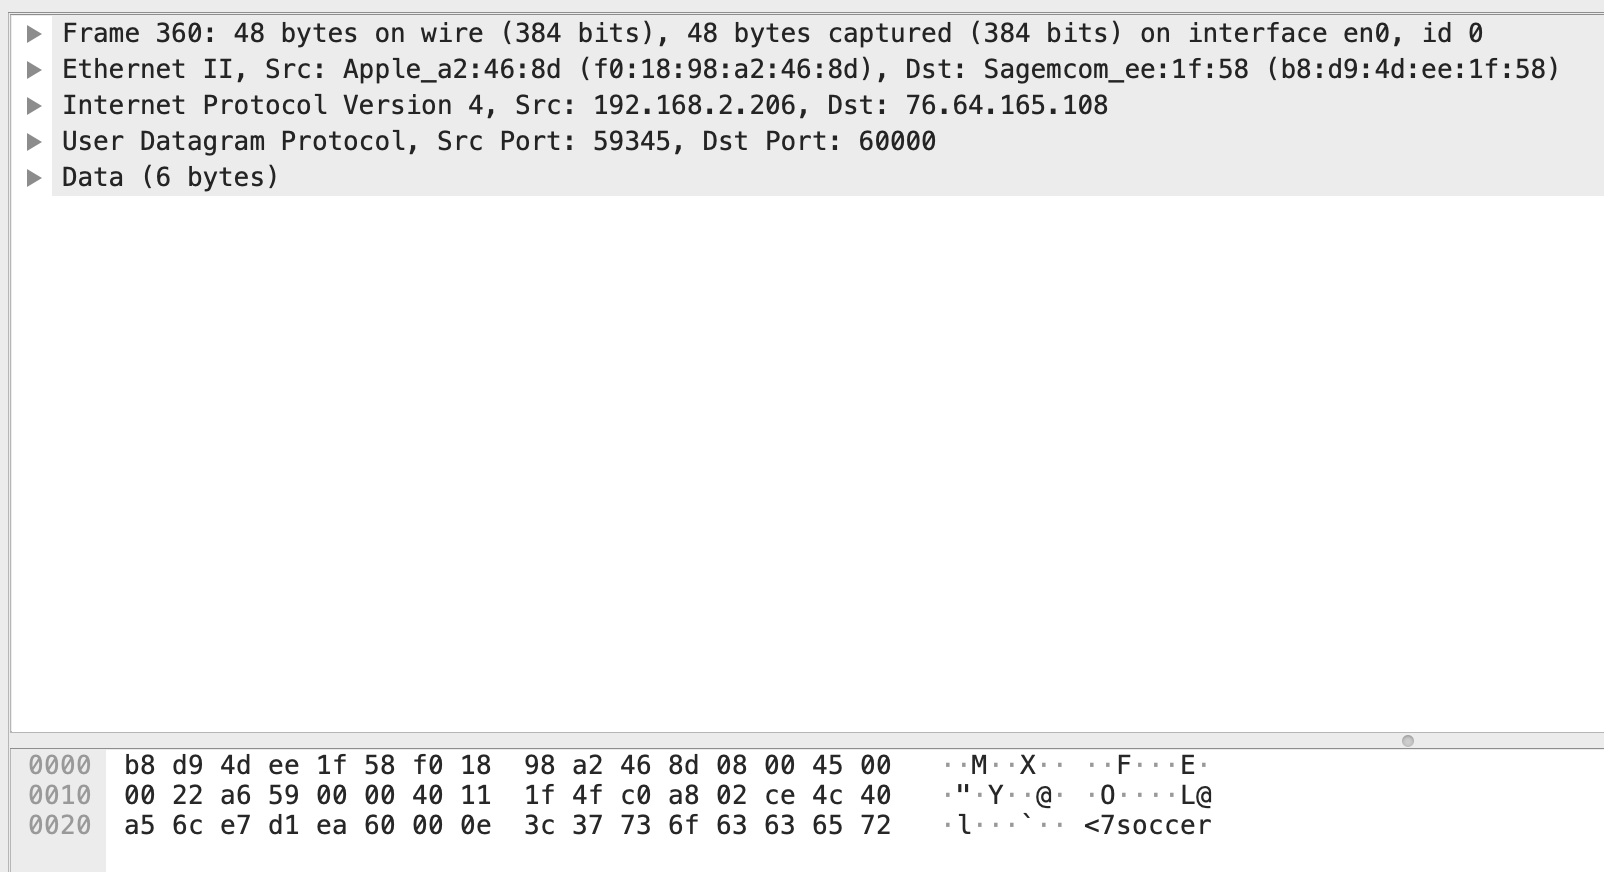 Frame 360: 48 bytes on wire (384 bits), 48 bytes captured (384 bits) on interface en0, id 0
Ethernet II, Src: Apple_a2:46:8d (f0:18:98:a2:46:8d), Dst: Sagemcom_ee:1f:58 (b8:d9:4d:ee:1f:58)
Internet Protocol Version 4, Src: 192.168.2.206, Dst: 76.64.165.108
User Datagram Protocol, Src Port: 59345, Dst Port: 60000
Data (6 bytes)
0000 b8 d9 4d ee 1f 58 f0 18 98 a2 46 8d 08 00 45 00 ··M··X·· ··F···E·
0010 00 22 a6 59 00 00 40 11 1f 4f c0 a8 02 ce 4c 40 ·"·Y··@· ·O····L@
0020 a5 6c e7 d1 ea 60 00 0e 3c 37 73 6f 63 63 65 72 ·l···`·· <7soccer